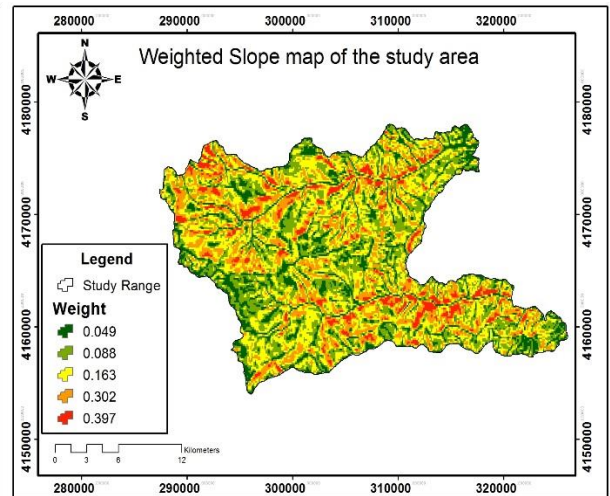 280000 290000 300000 310000 320000
Weighted Slope map of the study area
N
W E
S
4180000 4180000
4170000 4170000
4160000 4160000
4150000 4150000
Legend
Study Range
Weight
0.049
0.088
0.163
0.302
0.397
Kilometers
0 3 6 12
280000 290000 300000 310000 320000